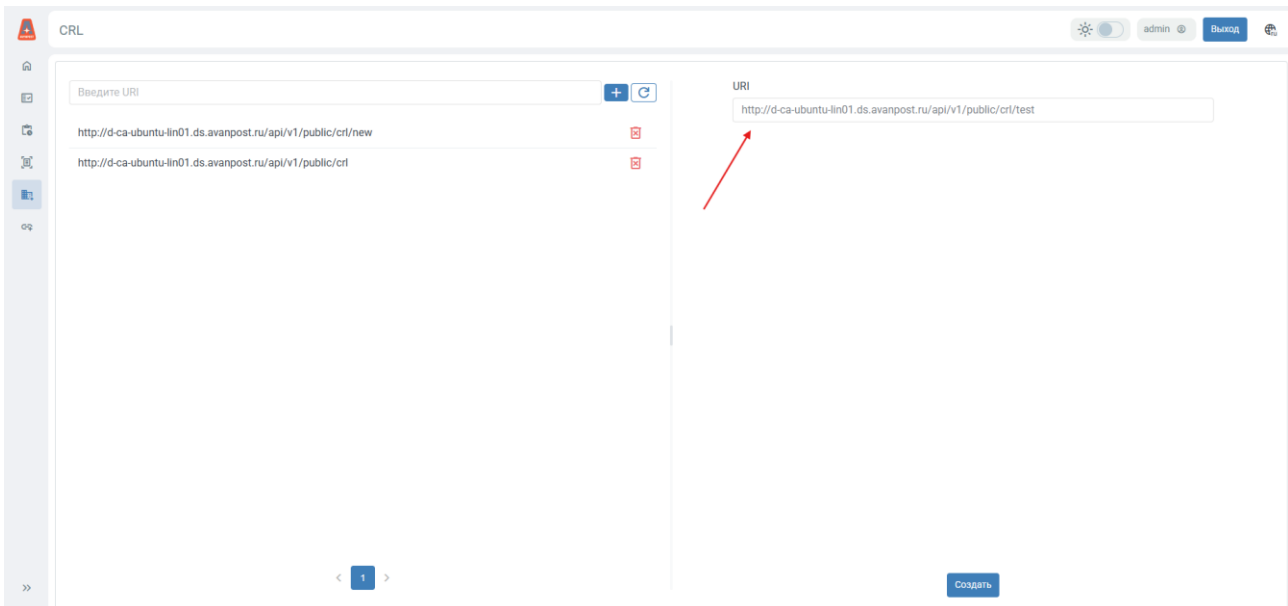 CRL
admin
Выход
ru
Введите URI
http://d-ca-ubuntu-lin01.ds.avanpost.ru/api/v1/public/crl/new
http://d-ca-ubuntu-lin01.ds.avanpost.ru/api/v1/public/crl
URI
http://d-ca-ubuntu-lin01.ds.avanpost.ru/api/v1/public/crl/test
1
Создать